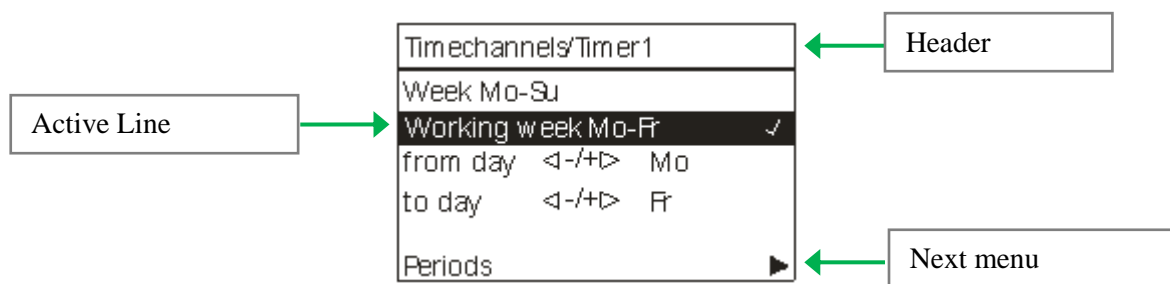 Timechannels/Timer1
Header
Week Mo-Su
Active Line
Working week Mo-Fr ✓
from day ◁-/+▷ Mo
to day ◁-/+▷ Fr
Periods ▶
Next menu